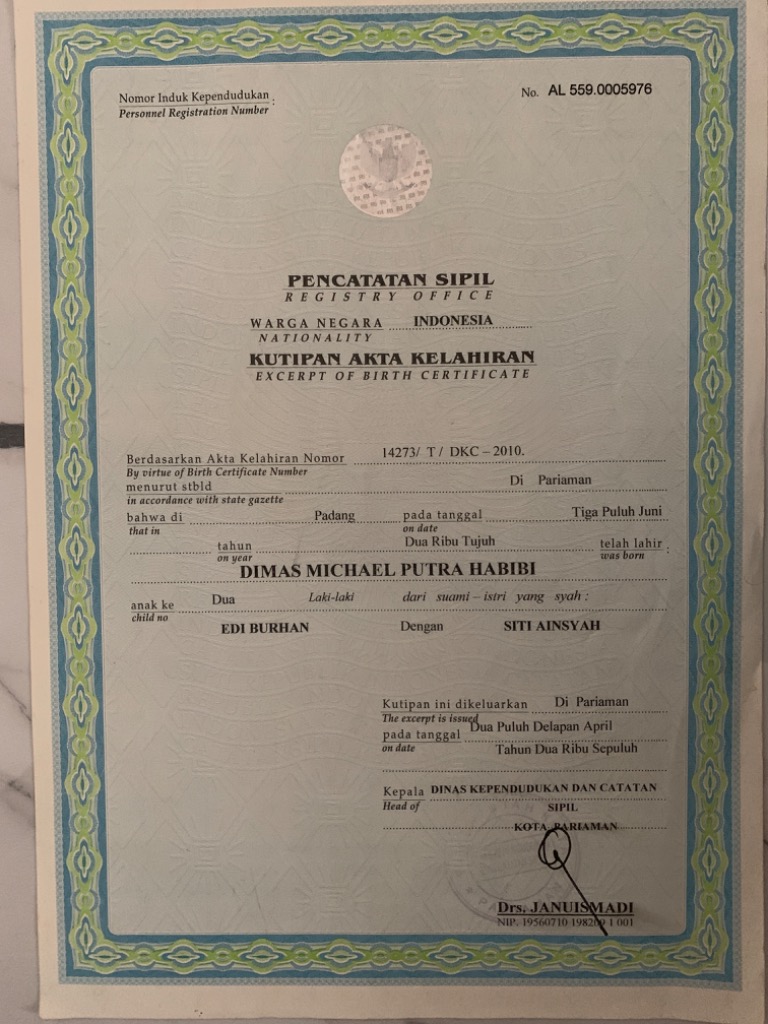 Nomor Induk Kependudukan :
Personnel Registration Number
No. AL 559.0005976
PENCATATAN SIPIL
REGISTRY OFFICE
WARGA NEGARA INDONESIA
NATIONALITY
KUTIPAN AKTA KELAHIRAN
EXCERPT OF BIRTH CERTIFICATE
Berdasarkan Akta Kelahiran Nomor 14273/ T / DKC – 2010.
By virtue of Birth Certificate Number
menurut stbld Di Pariaman
in accordance with state gazette
bahwa di Padang pada tanggal Tiga Puluh Juni
that in on date
tahun Dua Ribu Tujuh telah lahir :
on year was born
DIMAS MICHAEL PUTRA HABIBI
anak ke Dua Laki-laki dari suami – istri yang syah :
child no
EDI BURHAN Dengan SITI AINSYAH
Kutipan ini dikeluarkan Di Pariaman
The excerpt is issued
pada tanggal Dua Puluh Delapan April
on date Tahun Dua Ribu Sepuluh
Kepala DINAS KEPENDUDUKAN DAN CATATAN
Head of SIPIL
KOTA PARIAMAN
Drs. JANUISMADI
NIP. 19560710 198209 1 001